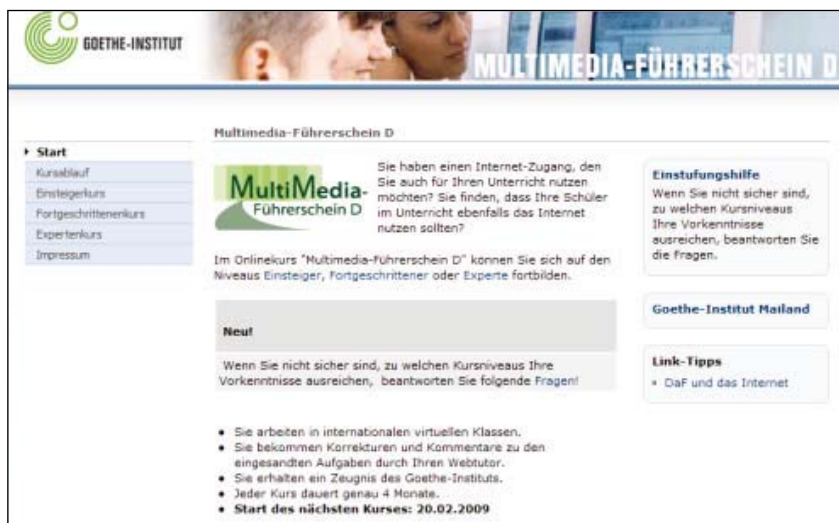 GOETHE-INSTITUT
MULTIMEDIA-FÜHRERSCHEIN D
Start
Kursablauf
Einsteigerkurs
Fortgeschrittenenkurs
Expertenkurs
Impressum
Multimedia-Führerschein D
MultiMedia-
Führerschein D
Sie haben einen Internet-Zugang, den
Sie auch für Ihren Unterricht nutzen
möchten? Sie finden, dass Ihre Schüler
im Unterricht ebenfalls das Internet
nutzen sollten?
Im Onlinekurs "Multimedia-Führerschein D" können Sie sich auf den
Niveaus Einsteiger, Fortgeschrittener oder Experte fortbilden.
Neu!
Wenn Sie nicht sicher sind, zu welchen Kursniveaus Ihre
Vorkenntnisse ausreichen, beantworten Sie folgende Fragen!
• Sie arbeiten in internationalen virtuellen Klassen.
• Sie bekommen Korrekturen und Kommentare zu den
eingesandten Aufgaben durch Ihren Webtutor.
• Sie erhalten ein Zeugnis des Goethe-Instituts.
• Jeder Kurs dauert genau 4 Monate.
• Start des nächsten Kurses: 20.02.2009
Einstufungshilfe
Wenn Sie nicht sicher sind,
zu welchen Kursniveaus
Ihre Vorkenntnisse
ausreichen, beantworten Sie
die Fragen.
Goethe-Institut Mailand
Link-Tipps
DaF und das Internet